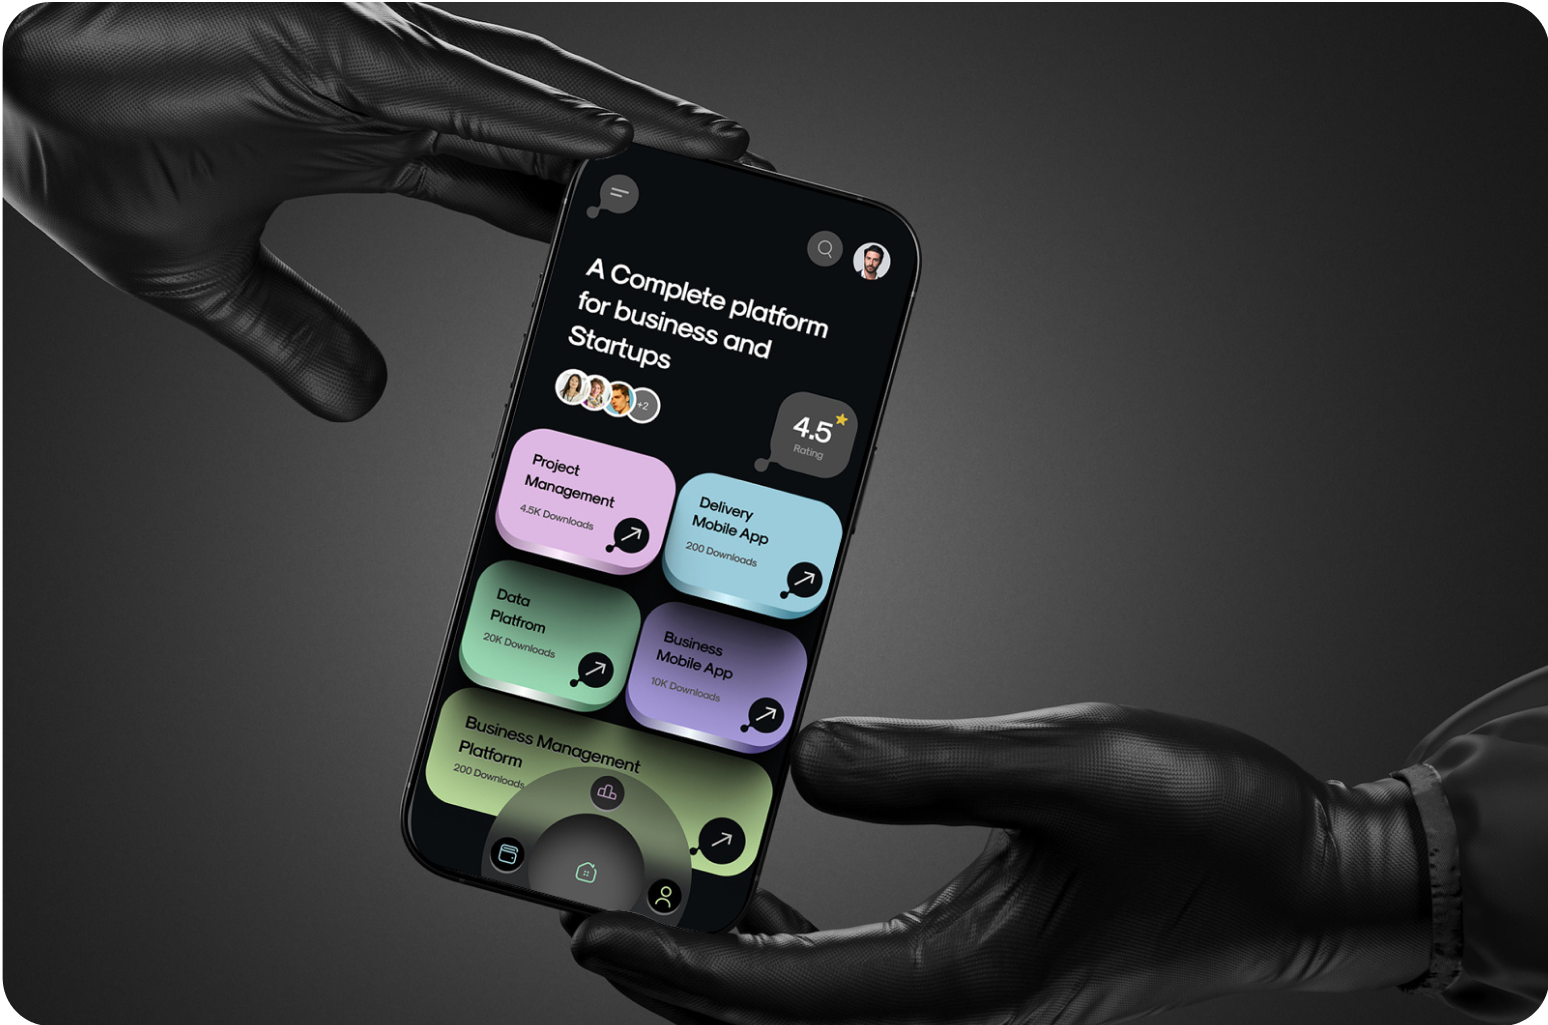 A Complete platform
for business and
Startups
+2
4.5
Rating
Project
Management
4.5K Downloads
Delivery
Mobile App
200 Downloads
Data
Platfrom
20K Downloads
Business
Mobile App
10K Downloads
Business Management
Platform
200 Downloads